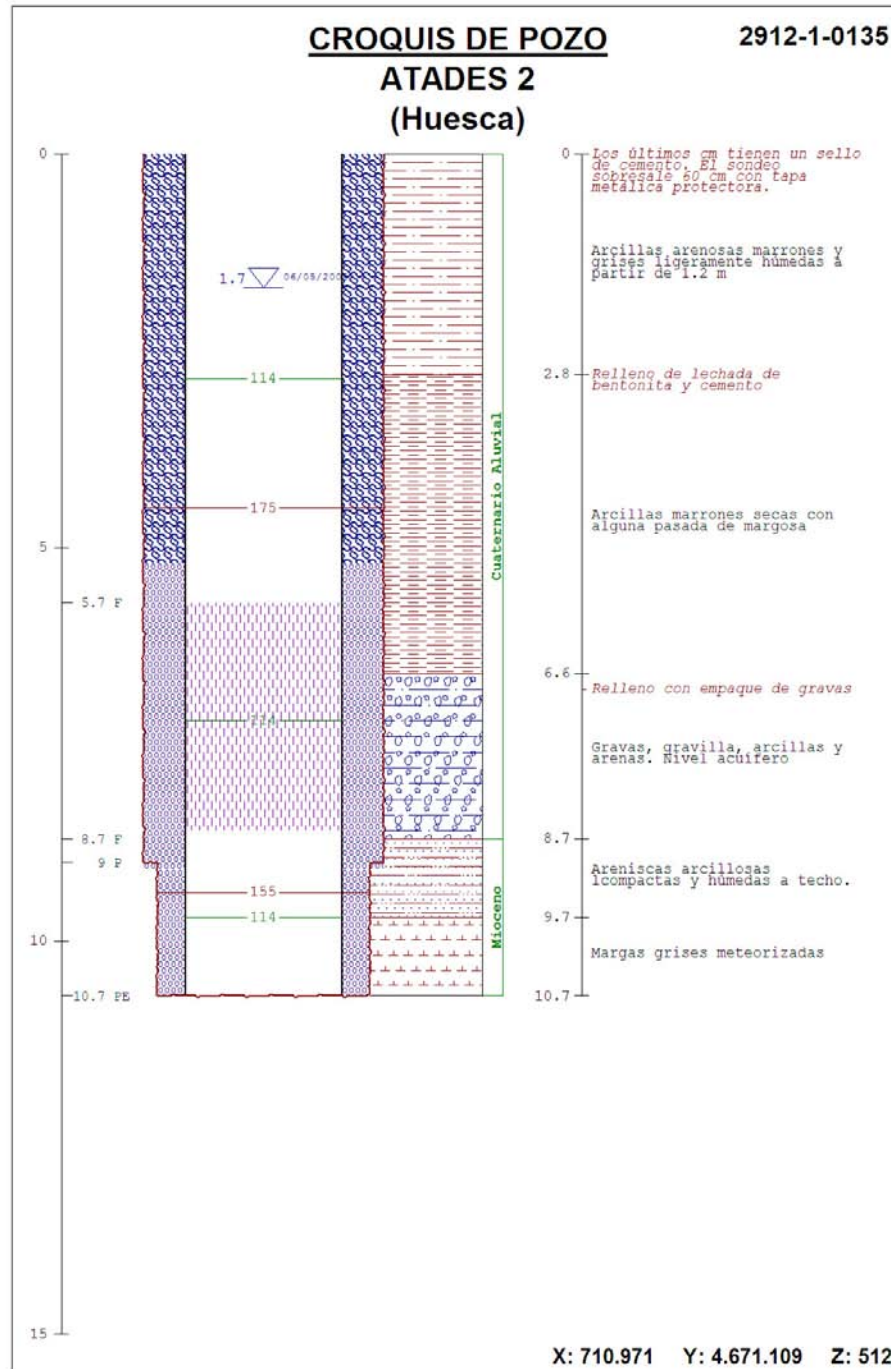 CROQUIS DE POZO
2912-1-0135
ATADES 2
(Huesca)
0
0
Los últimos cm tienen un sello
de cemento. El sondeo
sobresale 60 cm con tapa
metálica protectora.
Arcillas arenosas marrones y
grises ligeramente húmedas a
partir de 1.2 m
1.7
06/05/200
114
2.8
Relleno de lechada de
bentonita y cemento
Cuaternario Aluvial
175
Arcillas marrones secas con
alguna pasada de margosa
5
5.7 F
6.6
Relleno con empaque de gravas
114
Gravas, gravilla, arcillas y
arenas. Nivel acuífero
8.7 F
8.7
9 P
Areniscas arcillosas
lcompactas y húmedas a techo.
155
Mioceno
114
9.7
10
Margas grises meteorizadas
10.7 PE
10.7
15
X: 710.971 Y: 4.671.109 Z: 512